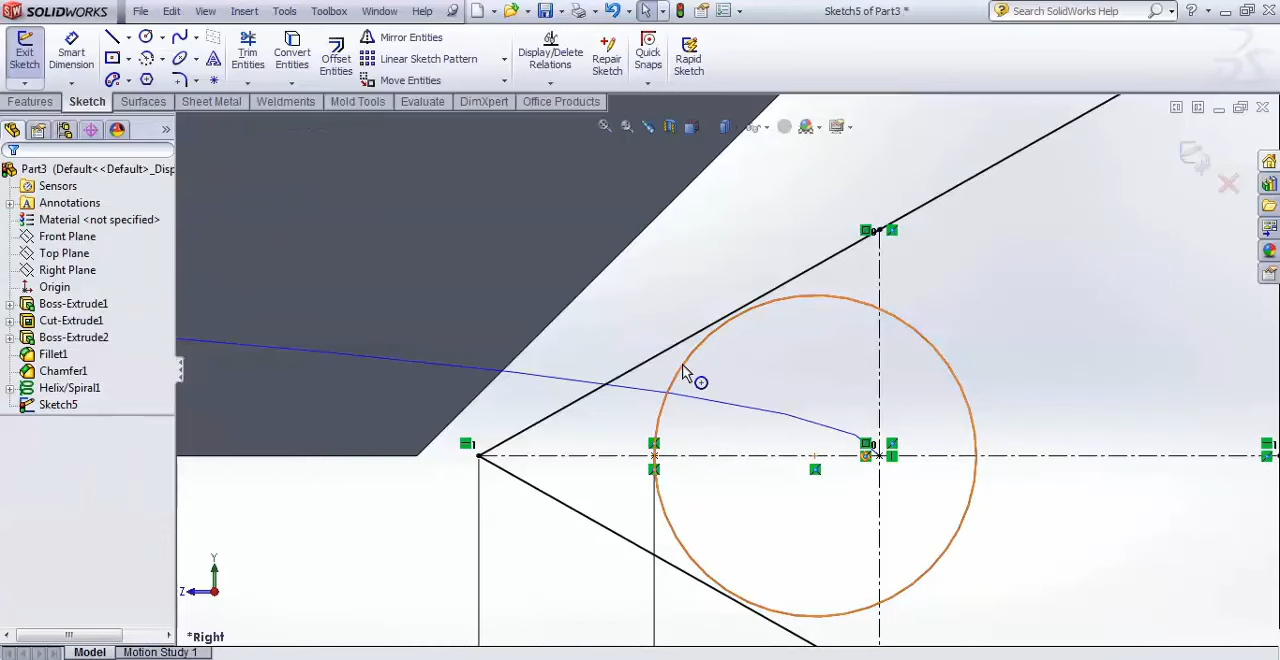 SOLIDWORKS File Edit View Insert Tools Toolbox Window Help Sketch5 of Part3 * Search SolidWorks Help
Exit Sketch
Smart Dimension
Trim Entities
Convert Entities
Offset Entities
Mirror Entities
Linear Sketch Pattern
Move Entities
Display/Delete Relations
Repair Sketch
Quick Snaps
Rapid Sketch
Features Sketch Surfaces Sheet Metal Weldments Mold Tools Evaluate DimXpert Office Products
Part3 (Default<<Default>_Disp
Sensors
Annotations
Material <not specified>
Front Plane
Top Plane
Right Plane
Origin
Boss-Extrude1
Cut-Extrude1
Boss-Extrude2
Fillet1
Chamfer1
Helix/Spiral1
Sketch5
Y
Z
*Right
Model Motion Study 1